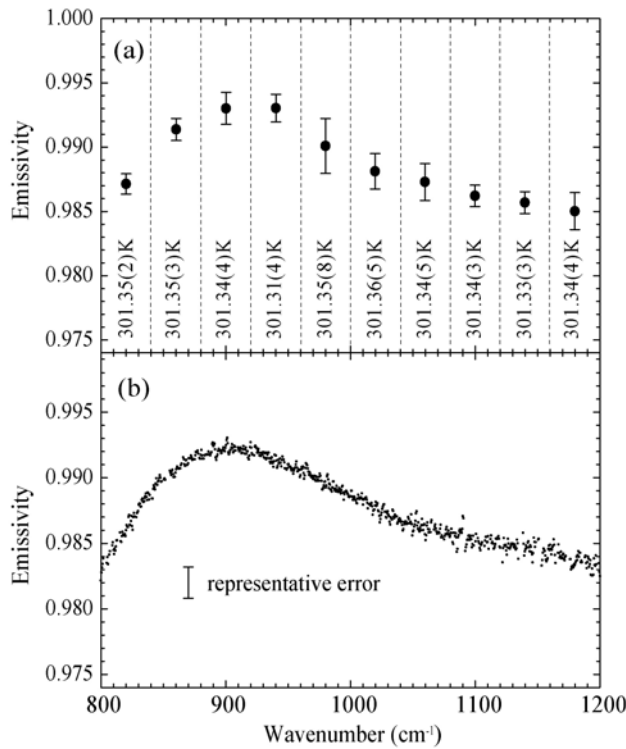 1.000
(a)
0.995
0.990
0.985
0.980
0.975
Emissivity
301.35(2)K
301.35(3)K
301.34(4)K
301.31(4)K
301.35(8)K
301.36(5)K
301.34(5)K
301.34(3)K
301.33(3)K
301.34(4)K
(b)
0.995
0.990
0.985
0.980
0.975
Emissivity
representative error
800
900
1000
1100
1200
Wavenumber (cm⁻¹)